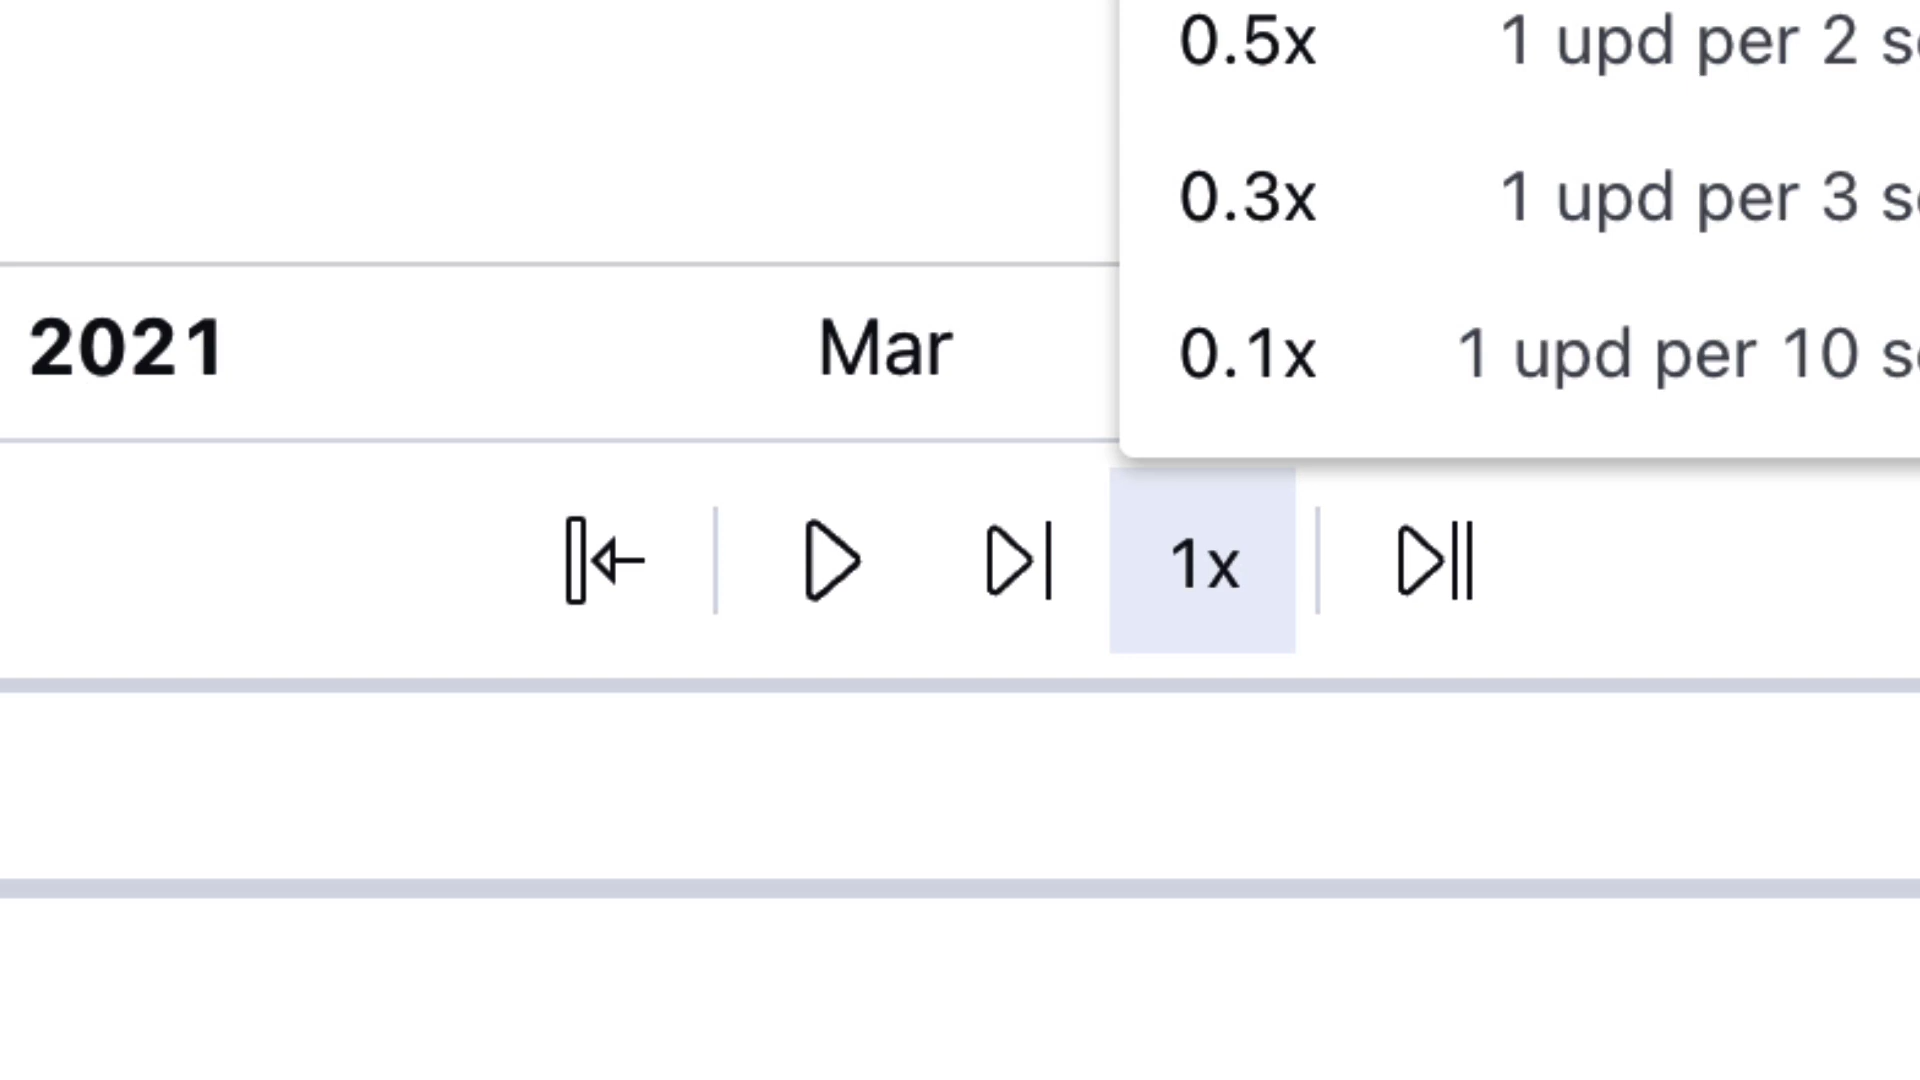 0.5x 1 upd per 2
0.3x 1 upd per 3
0.1x 1 upd per 10
2021 Mar
1x